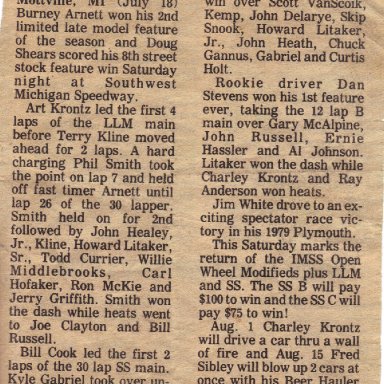 Mottville, MI (July 18)
Burney Arnett won his 2nd
limited late model feature
of the season and Doug
Shears scored his 8th street
stock feature win Saturday
night at Southwest
Michigan Speedway.
Art Krontz led the first 4
laps of the LLM main
before Terry Kline moved
ahead for 2 laps. A hard
charging Phil Smith took
the point on lap 7 and held
off fast timer Arnett until
lap 26 of the 30 lapper.
Smith held on for 2nd
followed by John Healey,
Jr., Kline, Howard Litaker,
Sr., Todd Currier, Willie
Middlebrooks, Carl
Hofaker, Ron McKie and
Jerry Griffith. Smith won
the dash while heats went
to Joe Clayton and Bill
Russell.
Bill Cook led the first 2
laps of the 30 lap SS main.
Kyle Gabriel took over un-
win over Scott VanScoik,
Kemp, John Delarye, Skip
Snook, Howard Litaker,
Jr., John Heath, Chuck
Gannus, Gabriel and Curtis
Holt.
Rookie driver Dan
Stevens won his 1st feature
ever, taking the 12 lap B
main over Gary McAlpine,
John Russell, Ernie
Hassler and Al Johnson.
Litaker won the dash while
Charley Krontz and Ray
Anderson won heats.
Jim White drove to an ex-
citing spectator race vic-
tory in his 1979 Plymouth.
This Saturday marks the
return of the IMSS Open
Wheel Modifieds plus LLM
and SS. The SS B will pay
$100 to win and the SS C will
pay $75 to win!
Aug. 1 Charley Krontz
will drive a car thru a wall
of fire and Aug. 15 Fred
Sibley will blow up 2 cars at
once with his Beer Hauler